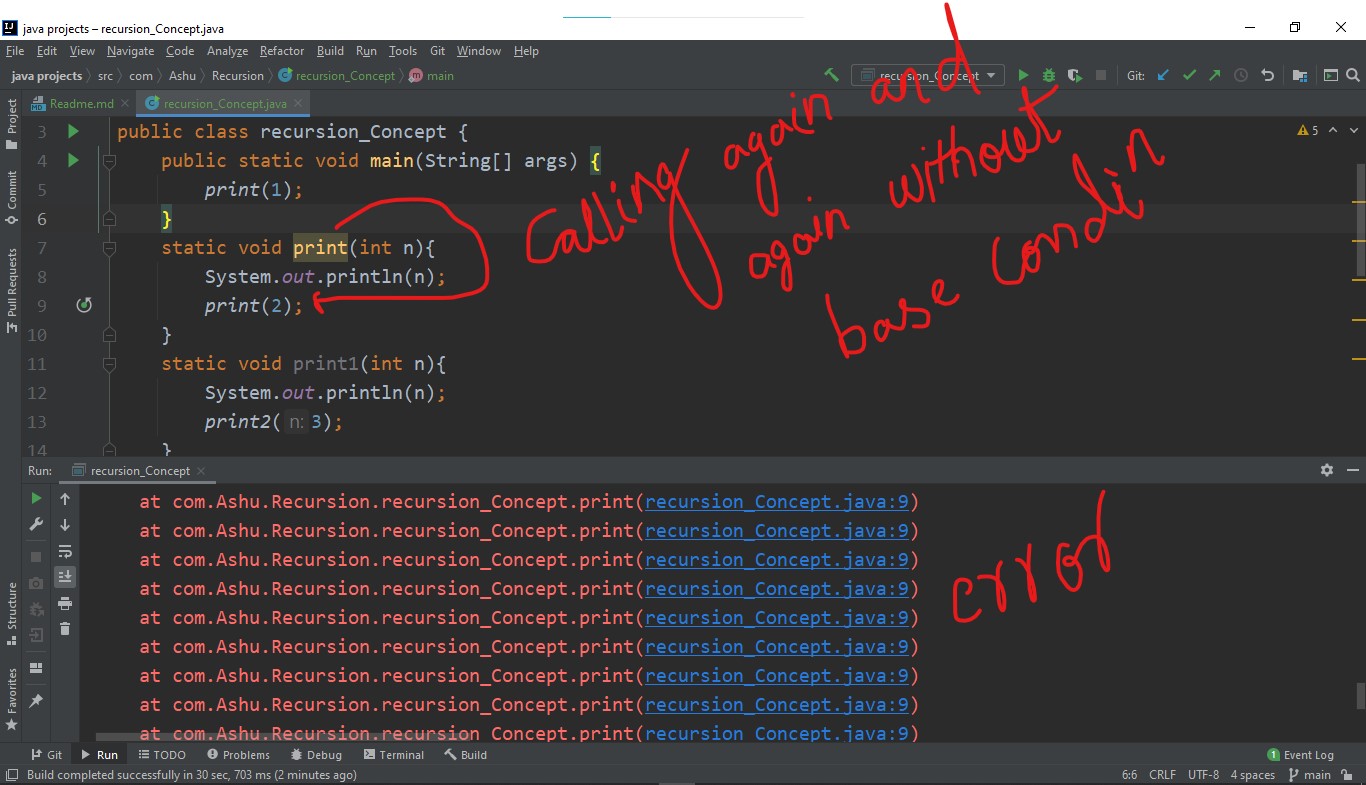 java projects – recursion_Concept.java
File Edit View Navigate Code Analyze Refactor Build Run Tools Git Window Help
java projects src com Ashu Recursion recursion_Concept main
recursion_Concept
Git:
Project
Commit
Pull Requests
Structure
Favorites
Readme.md
recursion_Concept.java
5
3 public class recursion_Concept {
4 public static void main(String[] args) {
5 print(1);
6 }
7 static void print(int n){
8 System.out.println(n);
9 print(2);
10 }
11 static void print1(int n){
12 System.out.println(n);
13 print2( n: 3);
14 }
Calling again and
again without
base condin
Run: recursion_Concept
at com.Ashu.Recursion.recursion_Concept.print(recursion_Concept.java:9)
at com.Ashu.Recursion.recursion_Concept.print(recursion_Concept.java:9)
at com.Ashu.Recursion.recursion_Concept.print(recursion_Concept.java:9)
at com.Ashu.Recursion.recursion_Concept.print(recursion_Concept.java:9)
at com.Ashu.Recursion.recursion_Concept.print(recursion_Concept.java:9)
at com.Ashu.Recursion.recursion_Concept.print(recursion_Concept.java:9)
at com.Ashu.Recursion.recursion_Concept.print(recursion_Concept.java:9)
at com.Ashu.Recursion.recursion_Concept.print(recursion_Concept.java:9)
at com.Ashu.Recursion.recursion_Concept.print(recursion_Concept.java:9)
error
Git Run TODO Problems Debug Terminal Build
1 Event Log
Build completed successfully in 30 sec, 703 ms (2 minutes ago)
6:6 CRLF UTF-8 4 spaces main